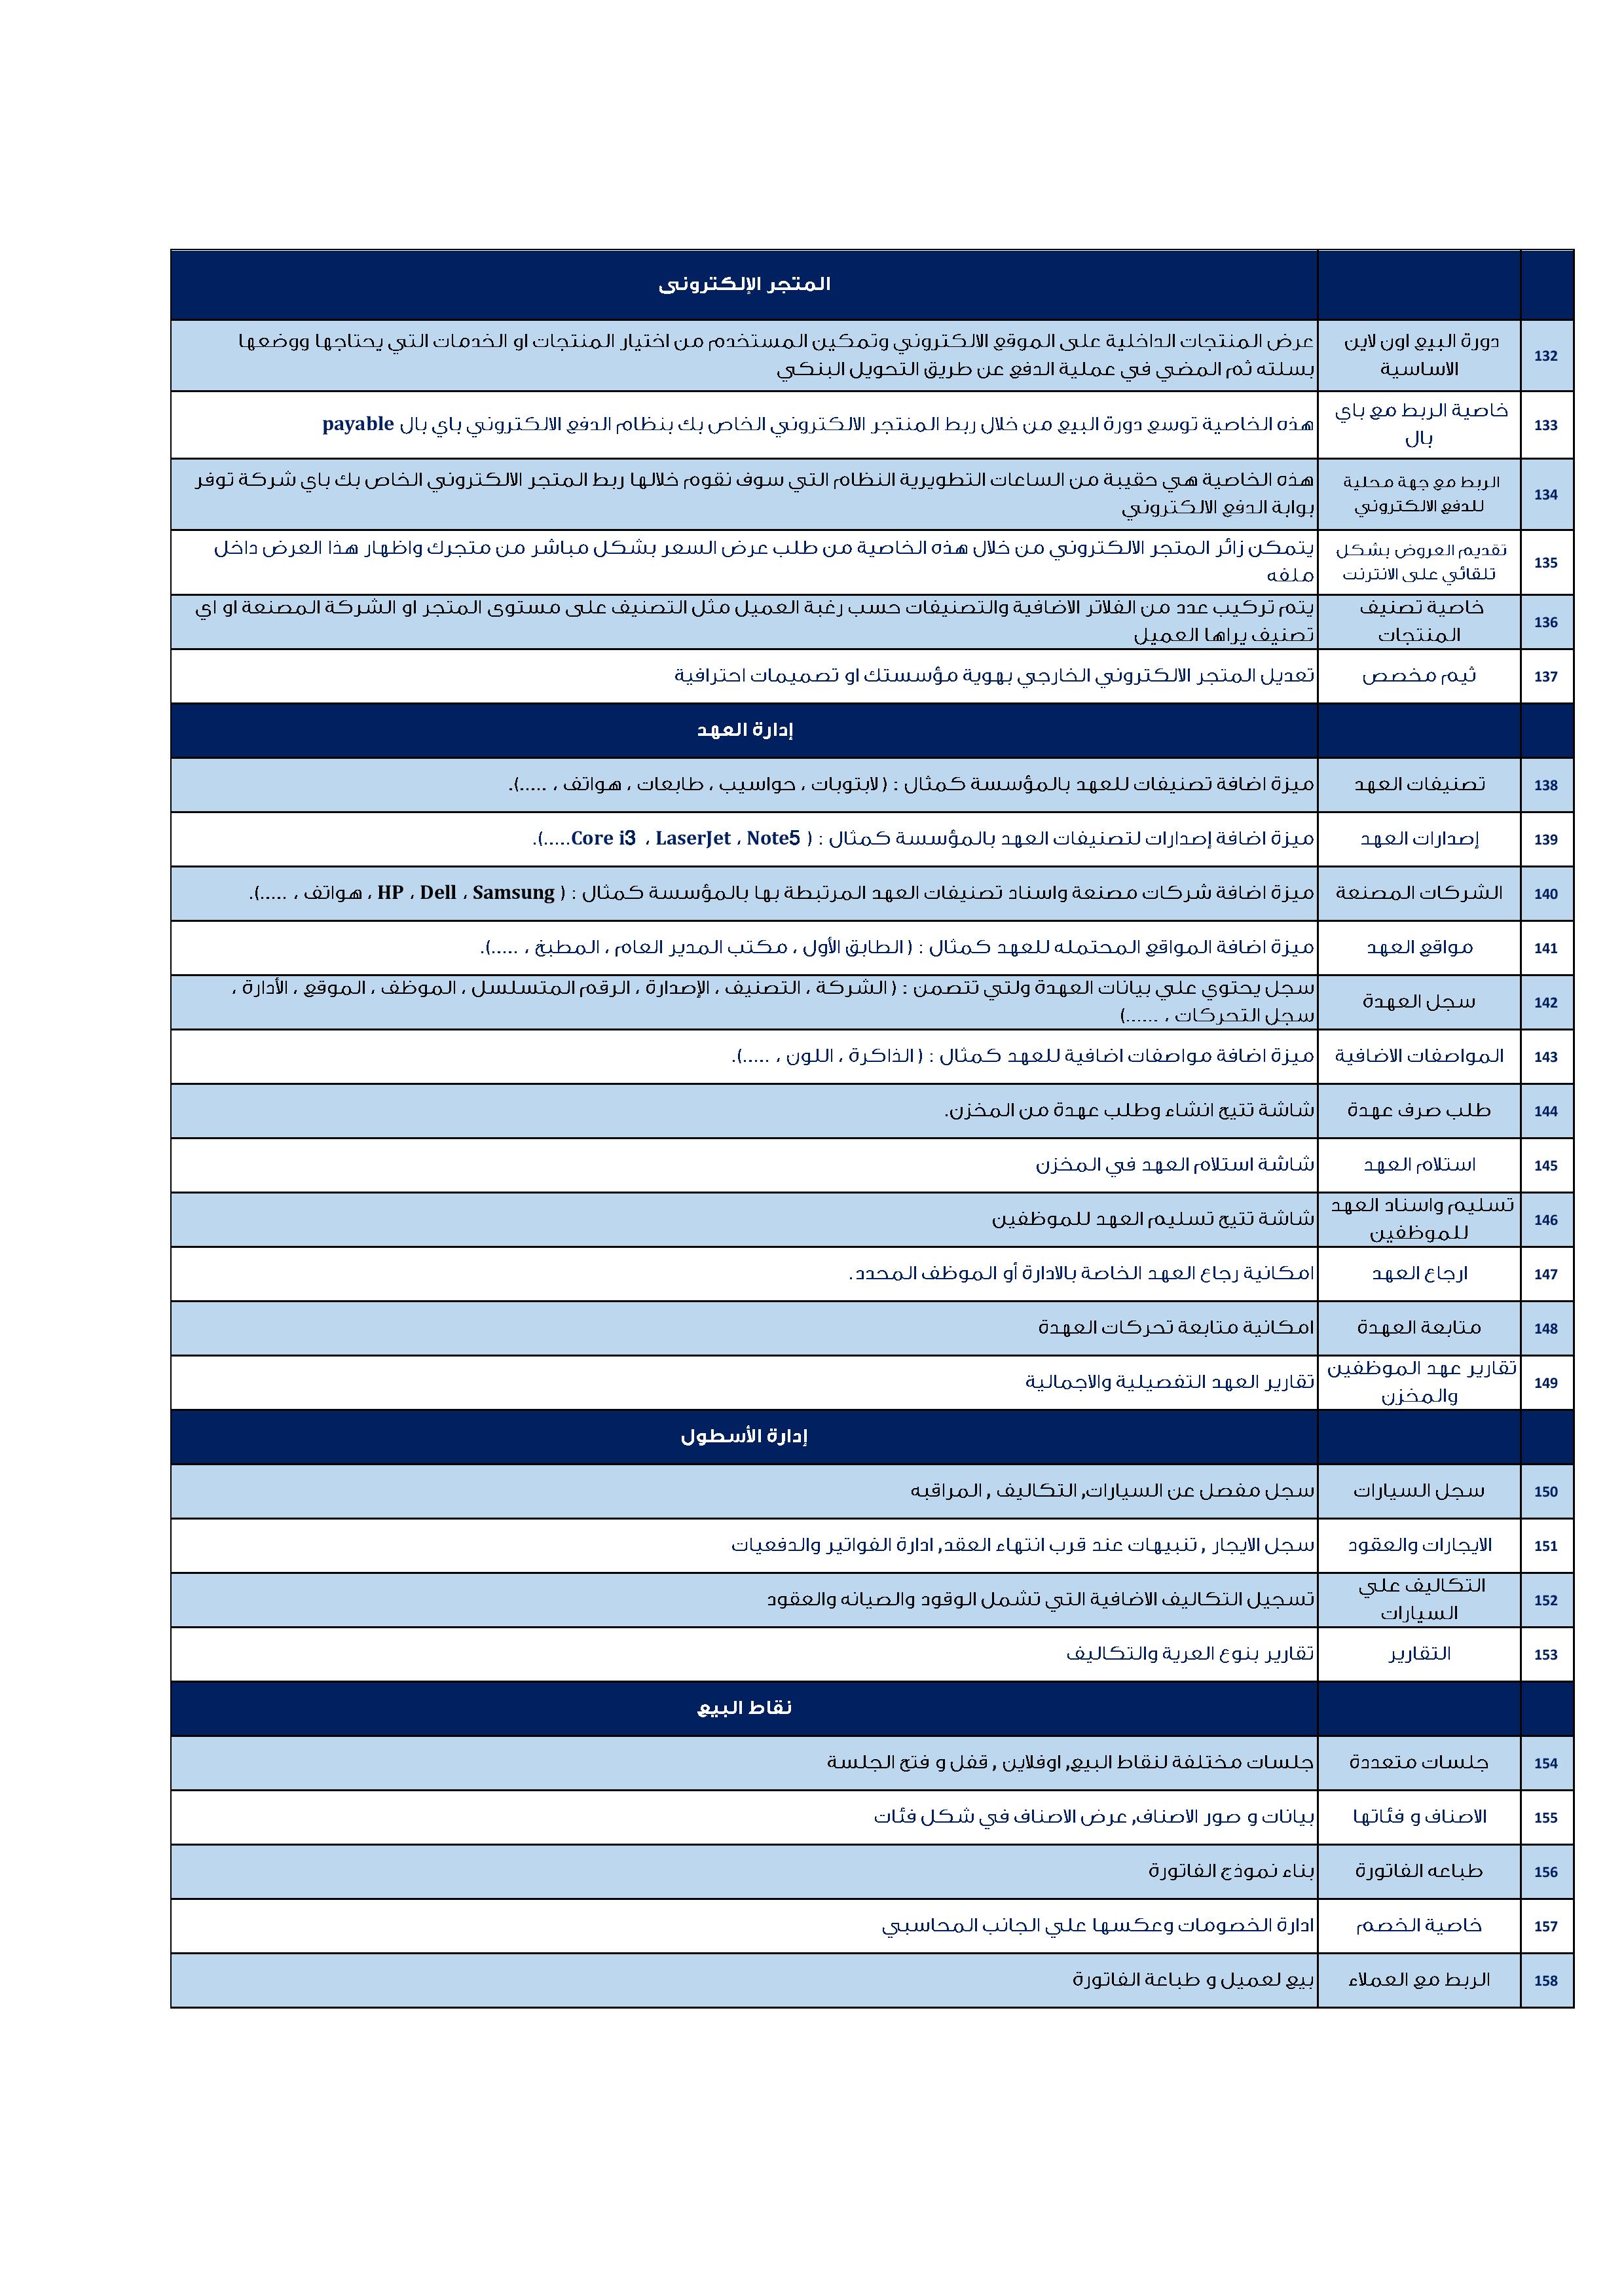 المتجر الإلكترونى
132
دورة البيع اون لاين
الاساسية
عرض المنتجات الداخلية على الموقع الالكتروني وتمكين المستخدم من اختيار المنتجات او الخدمات التي يحتاجها ووضعها
بسلته ثم المضي في عملية الدفع عن طريق التحويل البنكي
133
خاصية الربط مع باي
بال
هذه الخاصية توسع دورة البيع من خلال ربط المنتجر الالكتروني الخاص بك بنظام الدفع الالكتروني باي بال payable
134
الربط مع جهة محلية
للدفع الالكتروني
هذه الخاصية هي حقيبة من الساعات التطويرية النظام التي سوف نقوم خلالها ربط المتجر الالكتروني الخاص بك باي شركة توفر
بوابة الدفع الالكتروني
135
تقديم العروض بشكل
تلقائي على الانترنت
يتمكن زائر المتجر الالكتروني من خلال هذه الخاصية من طلب عرض السعر بشكل مباشر من متجرك واظهار هذا العرض داخل
ملفه
136
خاصية تصنيف
المنتجات
يتم تركيب عدد من الفلاتر الاضافية والتصنيفات حسب رغبة العميل مثل التصنيف على مستوى المتجر او الشركة المصنعة او اي
تصنيف يراها العميل
137
ثيم مخصص
تعديل المتجر الالكتروني الخارجي بهوية مؤسستك او تصميمات احترافية
إدارة العهد
138
تصنيفات العهد
ميزة اضافة تصنيفات للعهد بالمؤسسة كمثال : ( لابتوبات ، حواسيب ، طابعات ، هواتف ، .....).
139
إصدارات العهد
ميزة اضافة إصدارات لتصنيفات العهد بالمؤسسة كمثال : ( Core i3 ، LaserJet ، Note5.....).
140
الشركات المصنعة
ميزة اضافة شركات مصنعة واسناد تصنيفات العهد المرتبطة بها بالمؤسسة كمثال : ( HP ، Dell ، Samsung ، هواتف ، .....).
141
مواقع العهد
ميزة اضافة المواقع المحتمله للعهد كمثال : ( الطابق الأول ، مكتب المدير العام ، المطبخ ، .....).
142
سجل العهدة
سجل يحتوي علي بيانات العهدة ولتي تتصمن : ( الشركة ، التصنيف ، الإصدارة ، الرقم المتسلسل ، الموظف ، الموقع ، الأدارة ،
سجل التحركات ، ......)
143
المواصفات الاضافية
ميزة اضافة مواصفات اضافية للعهد كمثال : ( الذاكرة ، اللون ، .....).
144
طلب صرف عهدة
شاشة تتيح انشاء وطلب عهدة من المخزن.
145
استلام العهد
شاشة استلام العهد في المخزن
146
تسليم واسناد العهد
للموظفين
شاشة تتيح تسليم العهد للموظفين
147
ارجاع العهد
امكانية رجاع العهد الخاصة بالادارة أو الموظف المحدد.
148
متابعة العهدة
امكانية متابعة تحركات العهدة
149
تقارير عهد الموظفين
والمخزن
تقارير العهد التفصيلية والاجمالية
إدارة الأسطول
150
سجل السيارات
سجل مفصل عن السيارات, التكاليف , المراقبه
151
الايجارات والعقود
سجل الايجار , تنبيهات عند قرب انتهاء العقد, ادارة الفواتير والدفعيات
152
التكاليف علي
السيارات
تسجيل التكاليف الاضافية التي تشمل الوقود والصيانه والعقود
153
التقارير
تقارير بنوع العربة والتكاليف
نقاط البيع
154
جلسات متعددة
جلسات مختلفة لنقاط البيع, اوفلاين , قفل و فتح الجلسة
155
الاصناف و فئاتها
بيانات و صور الاصناف, عرض الاصناف في شكل فئات
156
طباعه الفاتورة
بناء نموذج الفاتورة
157
خاصية الخصم
ادارة الخصومات وعكسها علي الجانب المحاسبي
158
الربط مع العملاء
بيع لعميل و طباعة الفاتورة